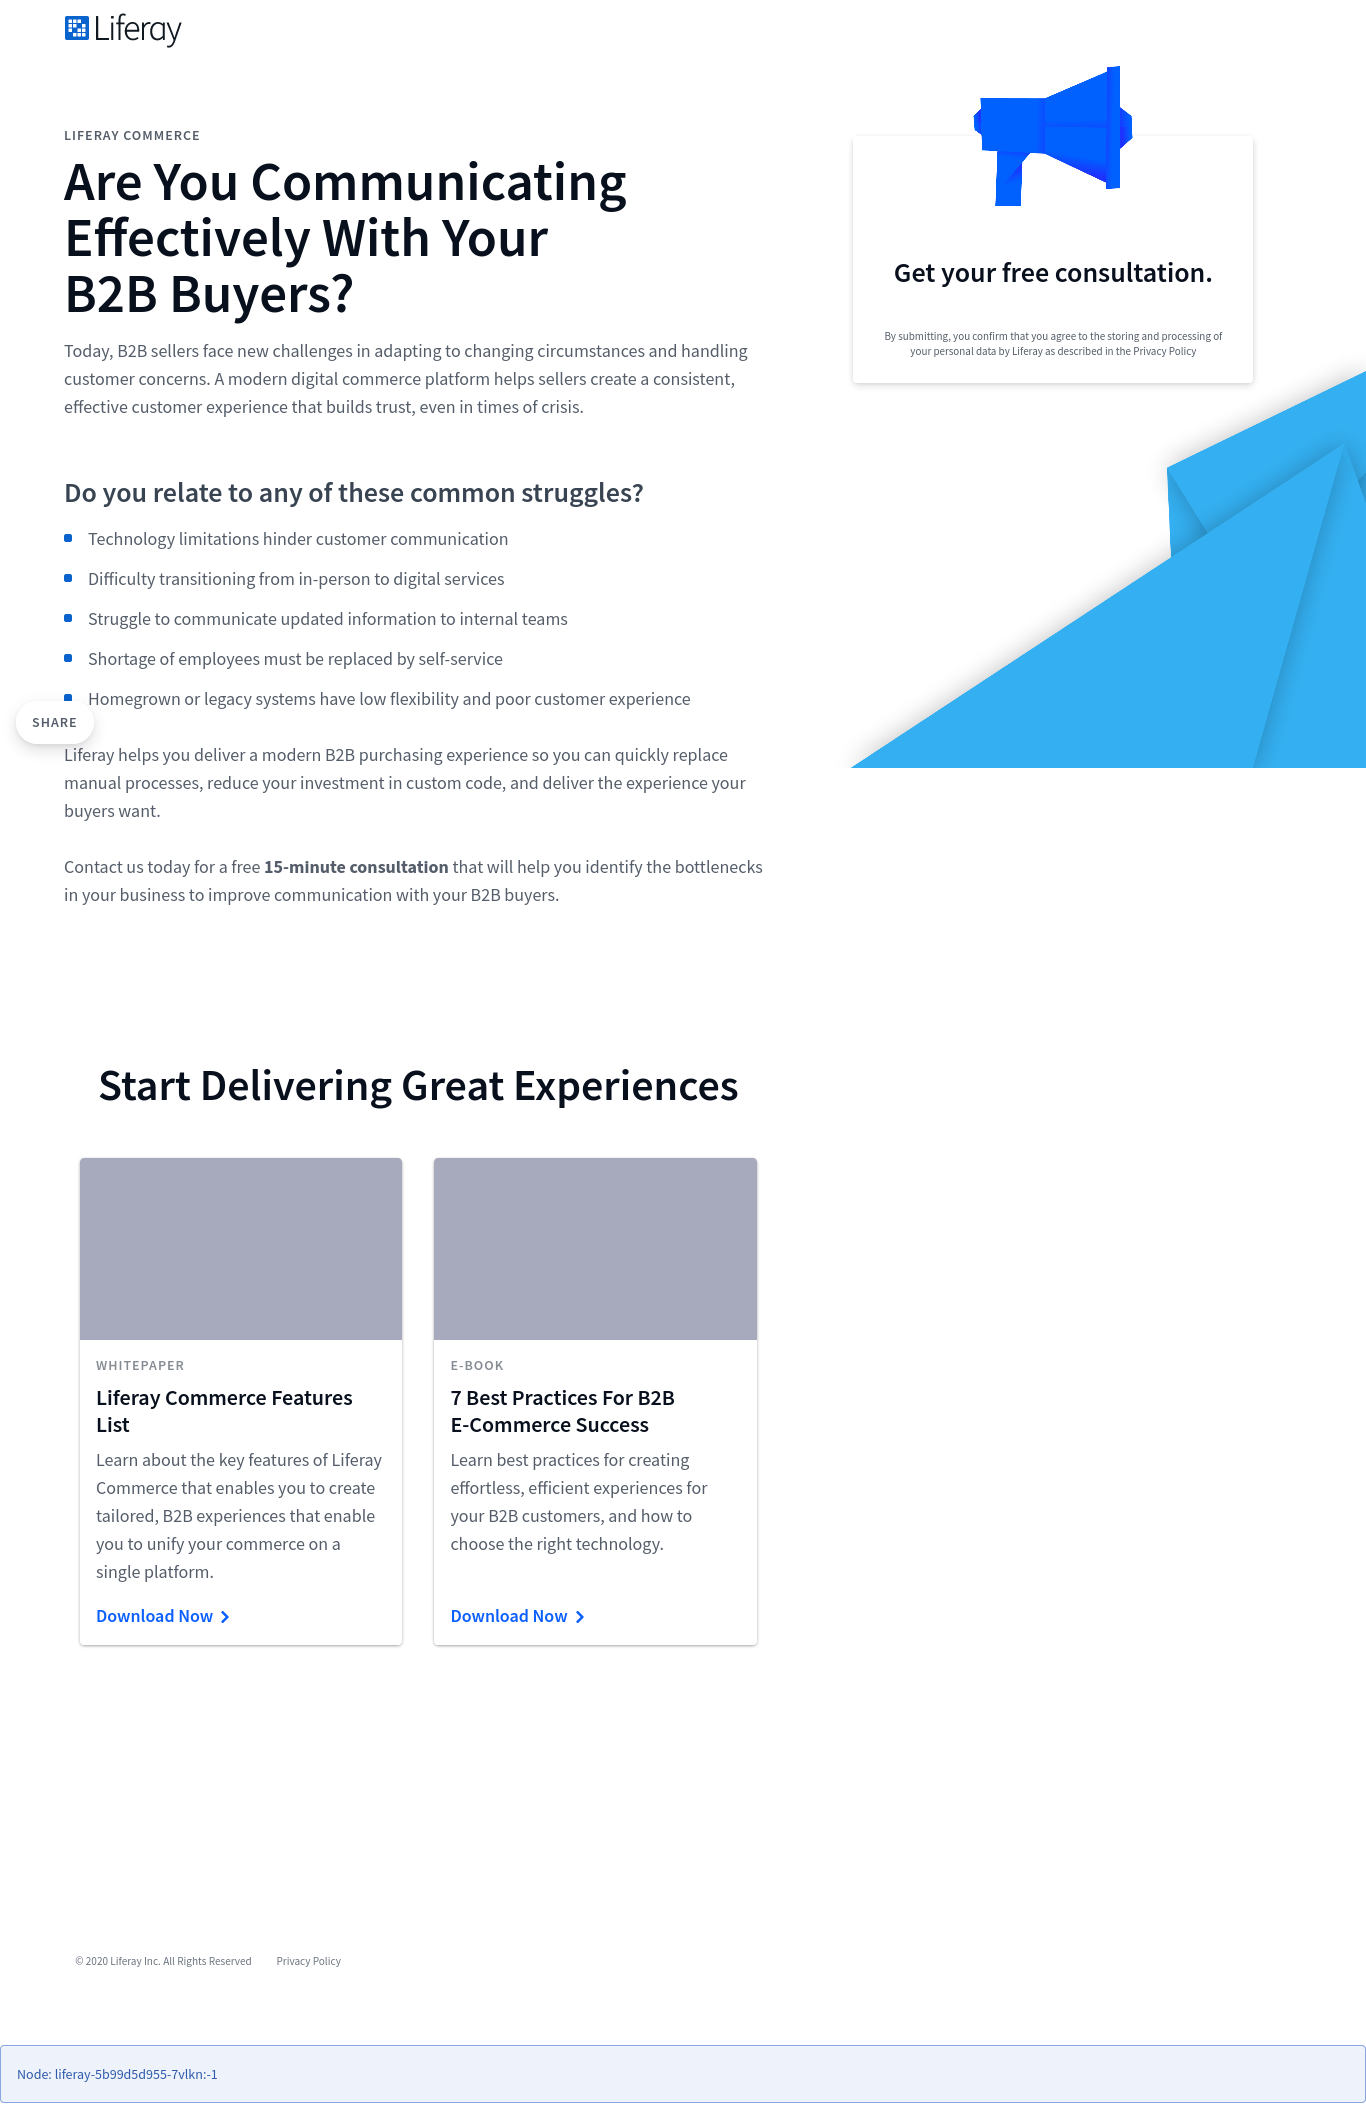 Liferay
LIFERAY COMMERCE
Are You Communicating
Effectively With Your
B2B Buyers?
Today, B2B sellers face new challenges in adapting to changing circumstances and handling
customer concerns. A modern digital commerce platform helps sellers create a consistent,
effective customer experience that builds trust, even in times of crisis.
Do you relate to any of these common struggles?
Technology limitations hinder customer communication
Difficulty transitioning from in-person to digital services
Struggle to communicate updated information to internal teams
Shortage of employees must be replaced by self-service
Homegrown or legacy systems have low flexibility and poor customer experience
SHARE
Liferay helps you deliver a modern B2B purchasing experience so you can quickly replace
manual processes, reduce your investment in custom code, and deliver the experience your
buyers want.
Contact us today for a free 15-minute consultation that will help you identify the bottlenecks
in your business to improve communication with your B2B buyers.
Get your free consultation.
By submitting, you confirm that you agree to the storing and processing of
your personal data by Liferay as described in the Privacy Policy
Start Delivering Great Experiences
WHITEPAPER
Liferay Commerce Features
List
Learn about the key features of Liferay
Commerce that enables you to create
tailored, B2B experiences that enable
you to unify your commerce on a
single platform.
Download Now
E-BOOK
7 Best Practices For B2B
E-Commerce Success
Learn best practices for creating
effortless, efficient experiences for
your B2B customers, and how to
choose the right technology.
Download Now
© 2020 Liferay Inc. All Rights Reserved
Privacy Policy
Node: liferay-5b99d5d955-7vlkn:-1